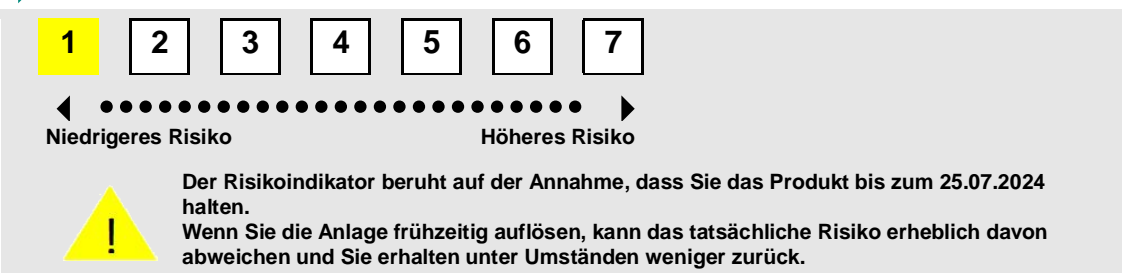 1 2 3 4 5 6 7
Niedrigeres Risiko Höheres Risiko
Der Risikoindikator beruht auf der Annahme, dass Sie das Produkt bis zum 25.07.2024
halten.
! Wenn Sie die Anlage frühzeitig auflösen, kann das tatsächliche Risiko erheblich davon
abweichen und Sie erhalten unter Umständen weniger zurück.